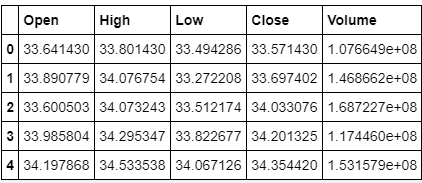 Open High Low Close Volume
0 33.641430 33.801430 33.494286 33.571430 1.076649e+08
1 33.890779 34.076754 33.272208 33.697402 1.468662e+08
2 33.600503 34.073243 33.512174 34.033076 1.687227e+08
3 33.985804 34.295347 33.822677 34.201325 1.174460e+08
4 34.197868 34.533538 34.067126 34.354420 1.531579e+08